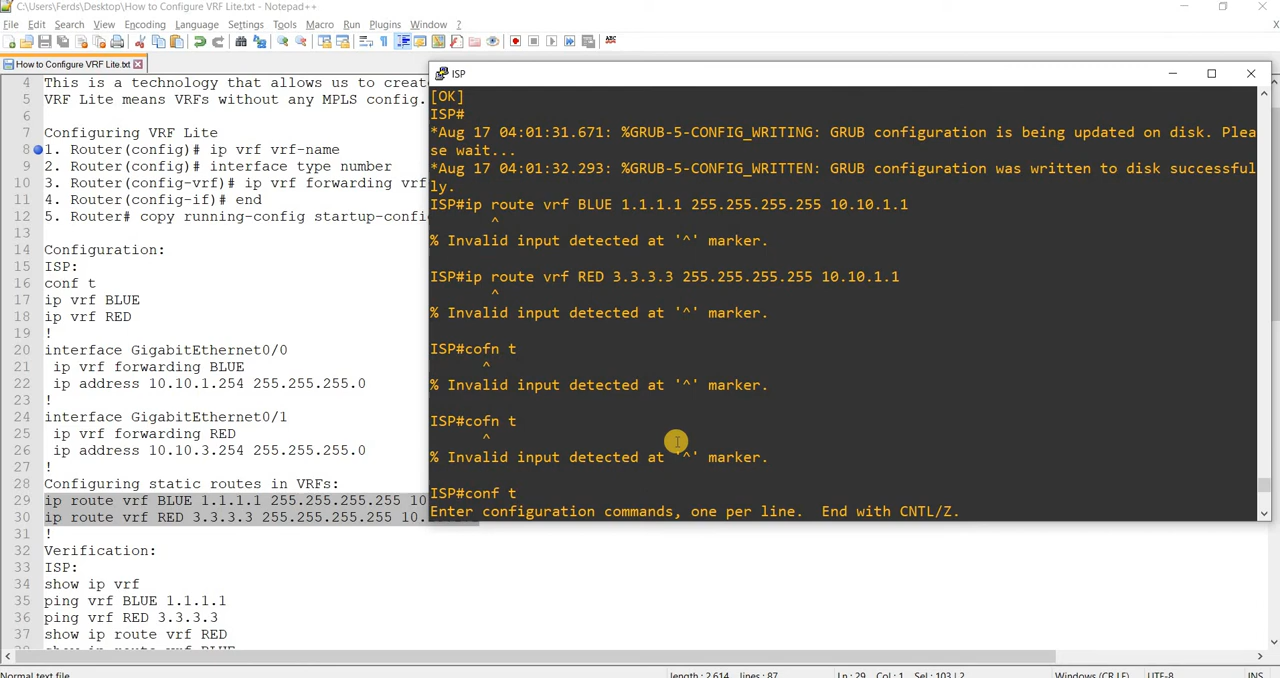 C:\Users\Ferds\Desktop\How to Configure VRF Lite.txt - Notepad++
File Edit Search View Encoding Language Settings Tools Macro Run Plugins Window ?
X
ABC
How to Configure VRF Lite.txt
4 This is a technology that allows us to create
5 VRF Lite means VRFs without any MPLS config.
6
7 Configuring VRF Lite
8 1. Router(config)# ip vrf vrf-name
9 2. Router(config)# interface type number
10 3. Router(config-vrf)# ip vrf forwarding vrf
11 4. Router(config-if)# end
12 5. Router# copy running-config startup-config
13
14 Configuration:
15 ISP:
16 conf t
17 ip vrf BLUE
18 ip vrf RED
19 !
20 interface GigabitEthernet0/0
21 ip vrf forwarding BLUE
22 ip address 10.10.1.254 255.255.255.0
23 !
24 interface GigabitEthernet0/1
25 ip vrf forwarding RED
26 ip address 10.10.3.254 255.255.255.0
27 !
28 Configuring static routes in VRFs:
29 ip route vrf BLUE 1.1.1.1 255.255.255.255 10
30 ip route vrf RED 3.3.3.3 255.255.255.255 10.
31 !
32 Verification:
33 ISP:
34 show ip vrf
35 ping vrf BLUE 1.1.1.1
36 ping vrf RED 3.3.3.3
37 show ip route vrf RED
ISP
[OK]
ISP#
*Aug 17 04:01:31.671: %GRUB-5-CONFIG_WRITING: GRUB configuration is being updated on disk. Plea
se wait...
*Aug 17 04:01:32.293: %GRUB-5-CONFIG_WRITTEN: GRUB configuration was written to disk successful
ly.
ISP#ip route vrf BLUE 1.1.1.1 255.255.255.255 10.10.1.1
^
% Invalid input detected at '^' marker.
ISP#ip route vrf RED 3.3.3.3 255.255.255.255 10.10.1.1
^
% Invalid input detected at '^' marker.
ISP#cofn t
^
% Invalid input detected at '^' marker.
ISP#cofn t
^
% Invalid input detected at '^' marker.
ISP#conf t
Enter configuration commands, one per line. End with CNTL/Z.
Normal text file
length : 2,614 lines : 87
Ln : 29 Col : 1 Sel : 103 | 2
Windows (CR LF)
UTF-8
INS